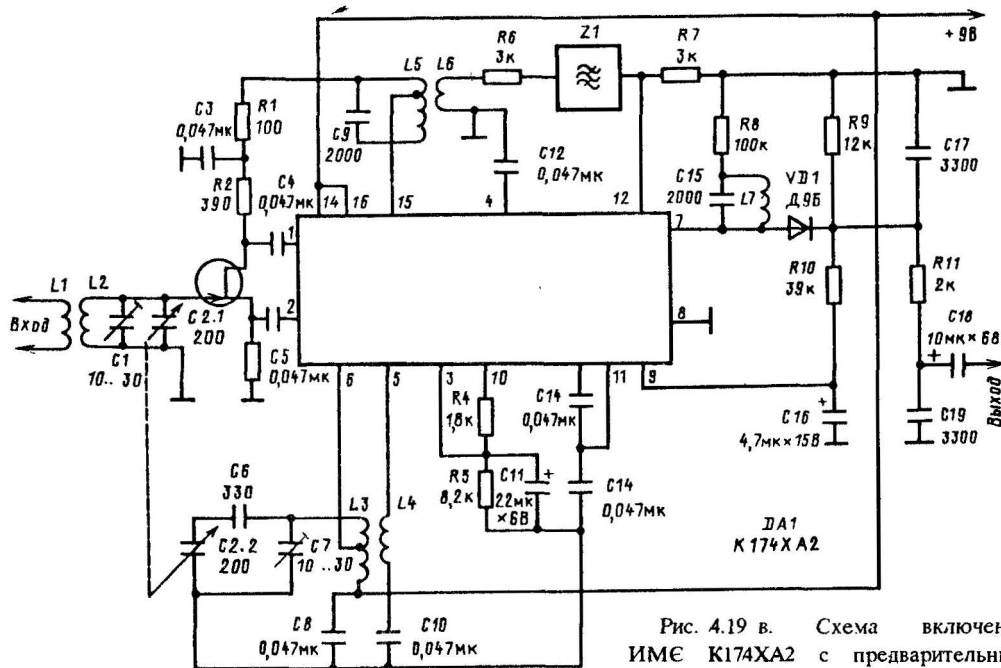 +9В
R6
3к
Z1
R7
3к
L5
L6
C3
0,047мк
R1
100
C9
2000
R8
100к
R9
12к
C17
3300
R2
390
C4
0,047мк
C12
0,047мк
C15
2000
L7
VD1
Д9Б
14
16
15
4
12
7
1
2
8
L1
L2
Вход
C1
10..30
C2.1
200
C5
0,047мк
R10
39к
R11
2к
C18
10мк×6В
Выход
6
5
3
10
11
9
R4
1,8к
C14
0,047мк
C16
4,7мк×15В
C19
3300
C6
330
L3
L4
R5
8,2к
C11
22мк
×6В
C14
0,047мк
C2.2
200
C7
10..30
DA1
К174ХА2
C8
0,047мк
C10
0,047мк
Рис. 4.19 в. Схема включен
ИМЄ К174ХА2 с предварительн